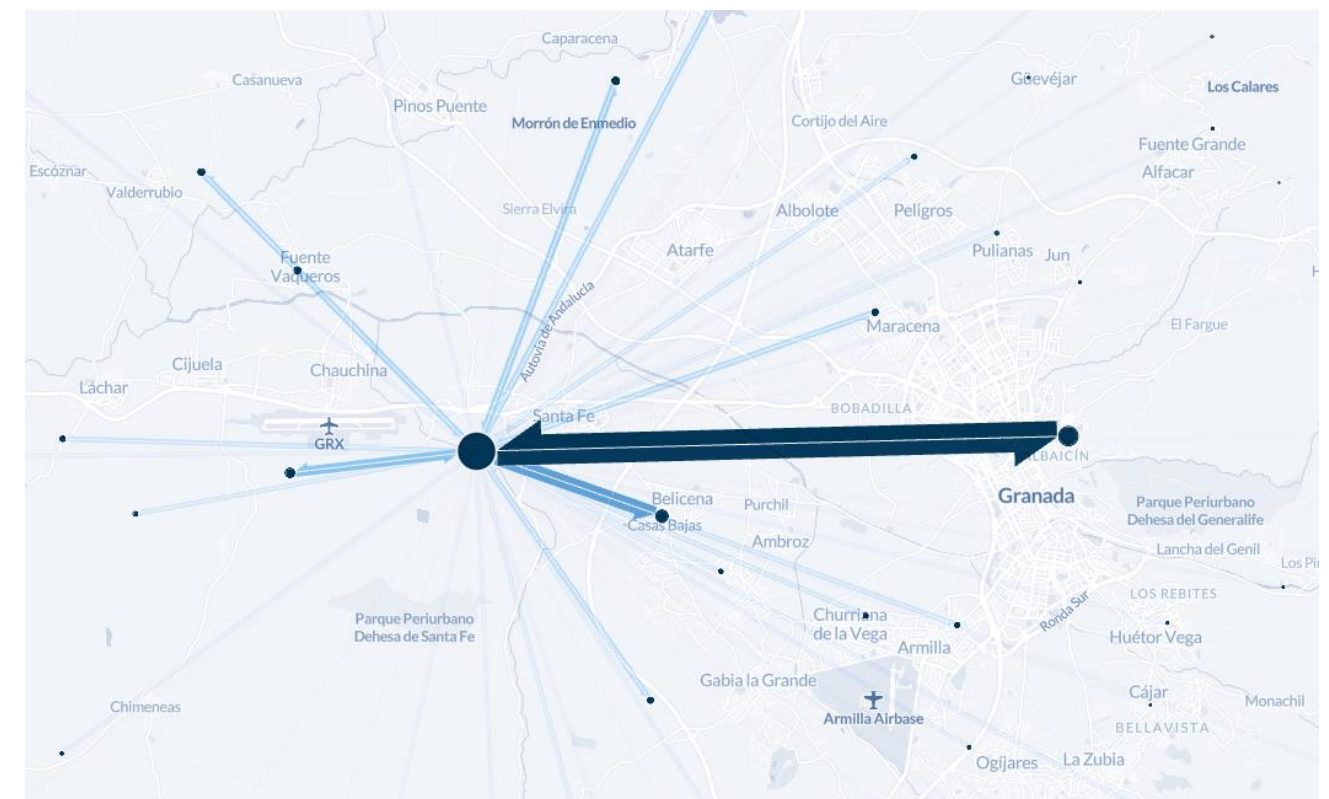 Caparacena
Casanueva
Pinos Puente
Güevéjar
Los Calares
Morrón de Enmedio
Cortijo del Aire
Fuente Grande
Escóznar
Alfacar
Valderrubio
Sierra Elvira
Albolote
Peligros
Atarfe
Pulianas
Jun
Fuente
Vaqueros
Autovía de Andalucía
Maracena
El Fargue
Cijuela
Chauchina
Láchar
Santa Fe
BOBADILLA
GRX
Granada
Belicena
Purchil
Casas Bajas
Parque Periurbano
Dehesa del Generalife
Ambroz
Lancha del Genil
LOS REBITES
Parque Periurbano
Dehesa de Santa Fe
Churriana
de la Vega
Ronda Sur
Armilla
Huétor Vega
Gabia la Grande
Cájar
Monachil
Chimeneas
Armilla Airbase
BELLAVISTA
Ogíjares
La Zubia